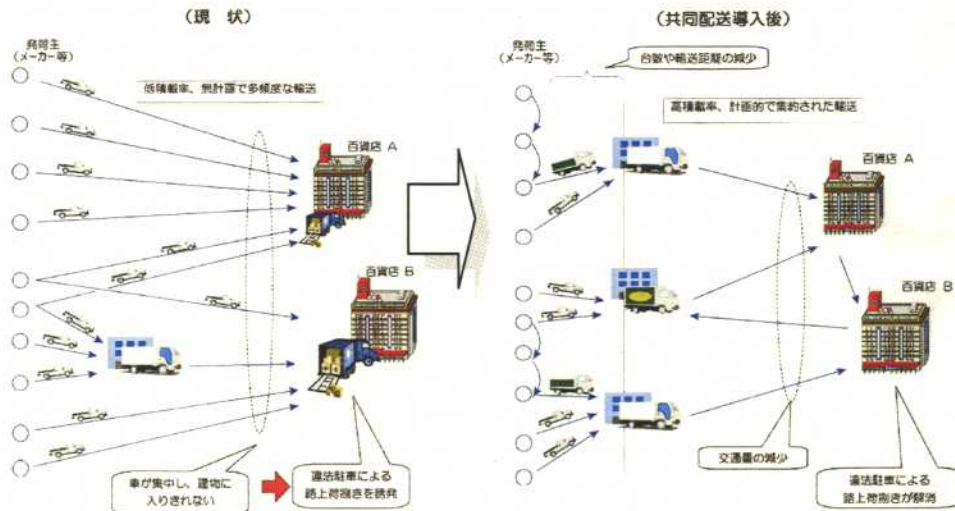 (現 状)
発荷主
(メーカー等)
低積載率、無計画で多頻度な輸送
百貨店 A
百貨店 B
車が集中し、建物に
入りきれない
違法駐車による
路上荷捌きを誘発
(共同配送導入後)
発荷主
(メーカー等)
台数や輸送距離の減少
高積載率、計画的で集約された輸送
百貨店 A
百貨店 B
交通量の減少
違法駐車による
路上荷捌きが解消